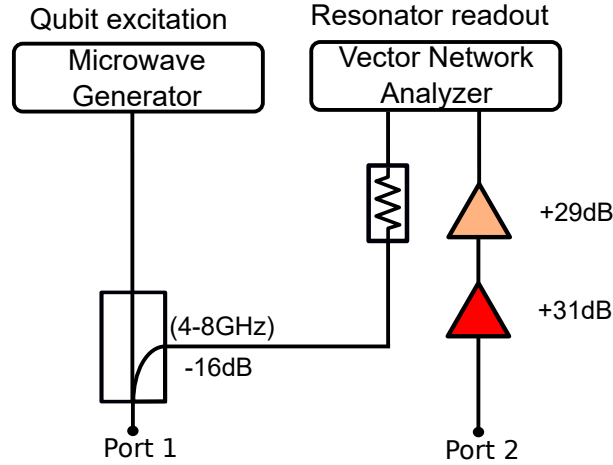 Qubit excitation
Resonator readout
Microwave
Generator
Vector Network
Analyzer
+29dB
+31dB
(4-8GHz)
-16dB
Port 1
Port 2